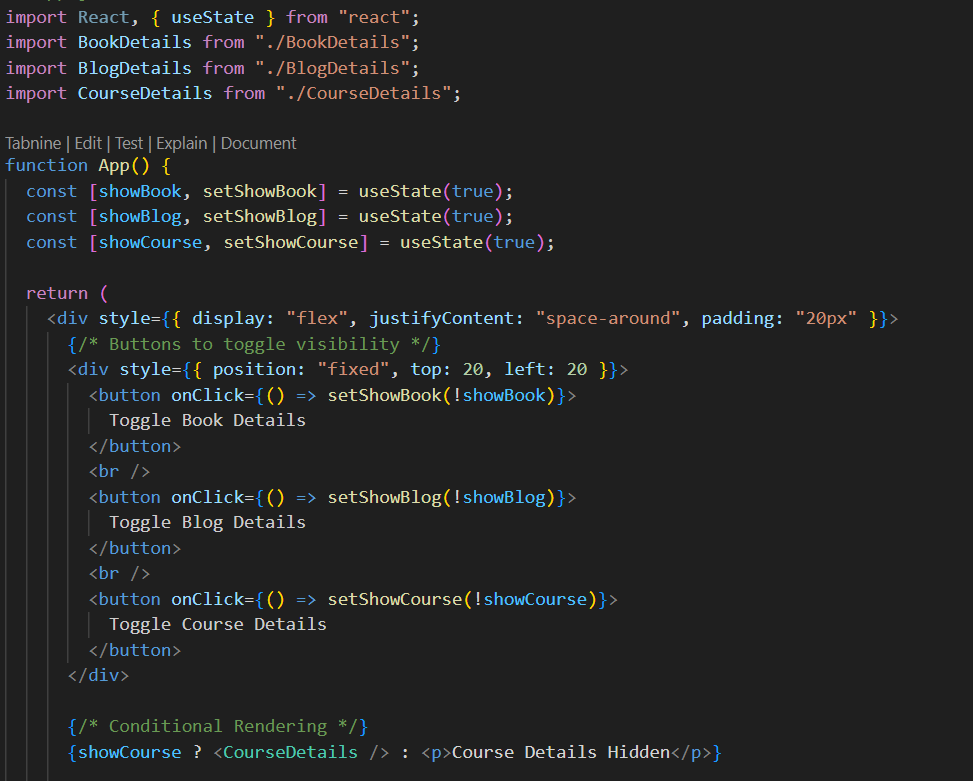 import React, { useState } from "react";
import BookDetails from "./BookDetails";
import BlogDetails from "./BlogDetails";
import CourseDetails from "./CourseDetails";
Tabnine | Edit | Test | Explain | Document
function App() {
  const [showBook, setShowBook] = useState(true);
  const [showBlog, setShowBlog] = useState(true);
  const [showCourse, setShowCourse] = useState(true);
  return (
    <div style={{ display: "flex", justifyContent: "space-around", padding: "20px" }}>
      {/* Buttons to toggle visibility */}
      <div style={{ position: "fixed", top: 20, left: 20 }}>
        <button onClick={() => setShowBook(!showBook)}>
          Toggle Book Details
        </button>
        <br />
        <button onClick={() => setShowBlog(!showBlog)}>
          Toggle Blog Details
        </button>
        <br />
        <button onClick={() => setShowCourse(!showCourse)}>
          Toggle Course Details
        </button>
      </div>
      {/* Conditional Rendering */}
      {showCourse ? <CourseDetails /> : <p>Course Details Hidden</p>}